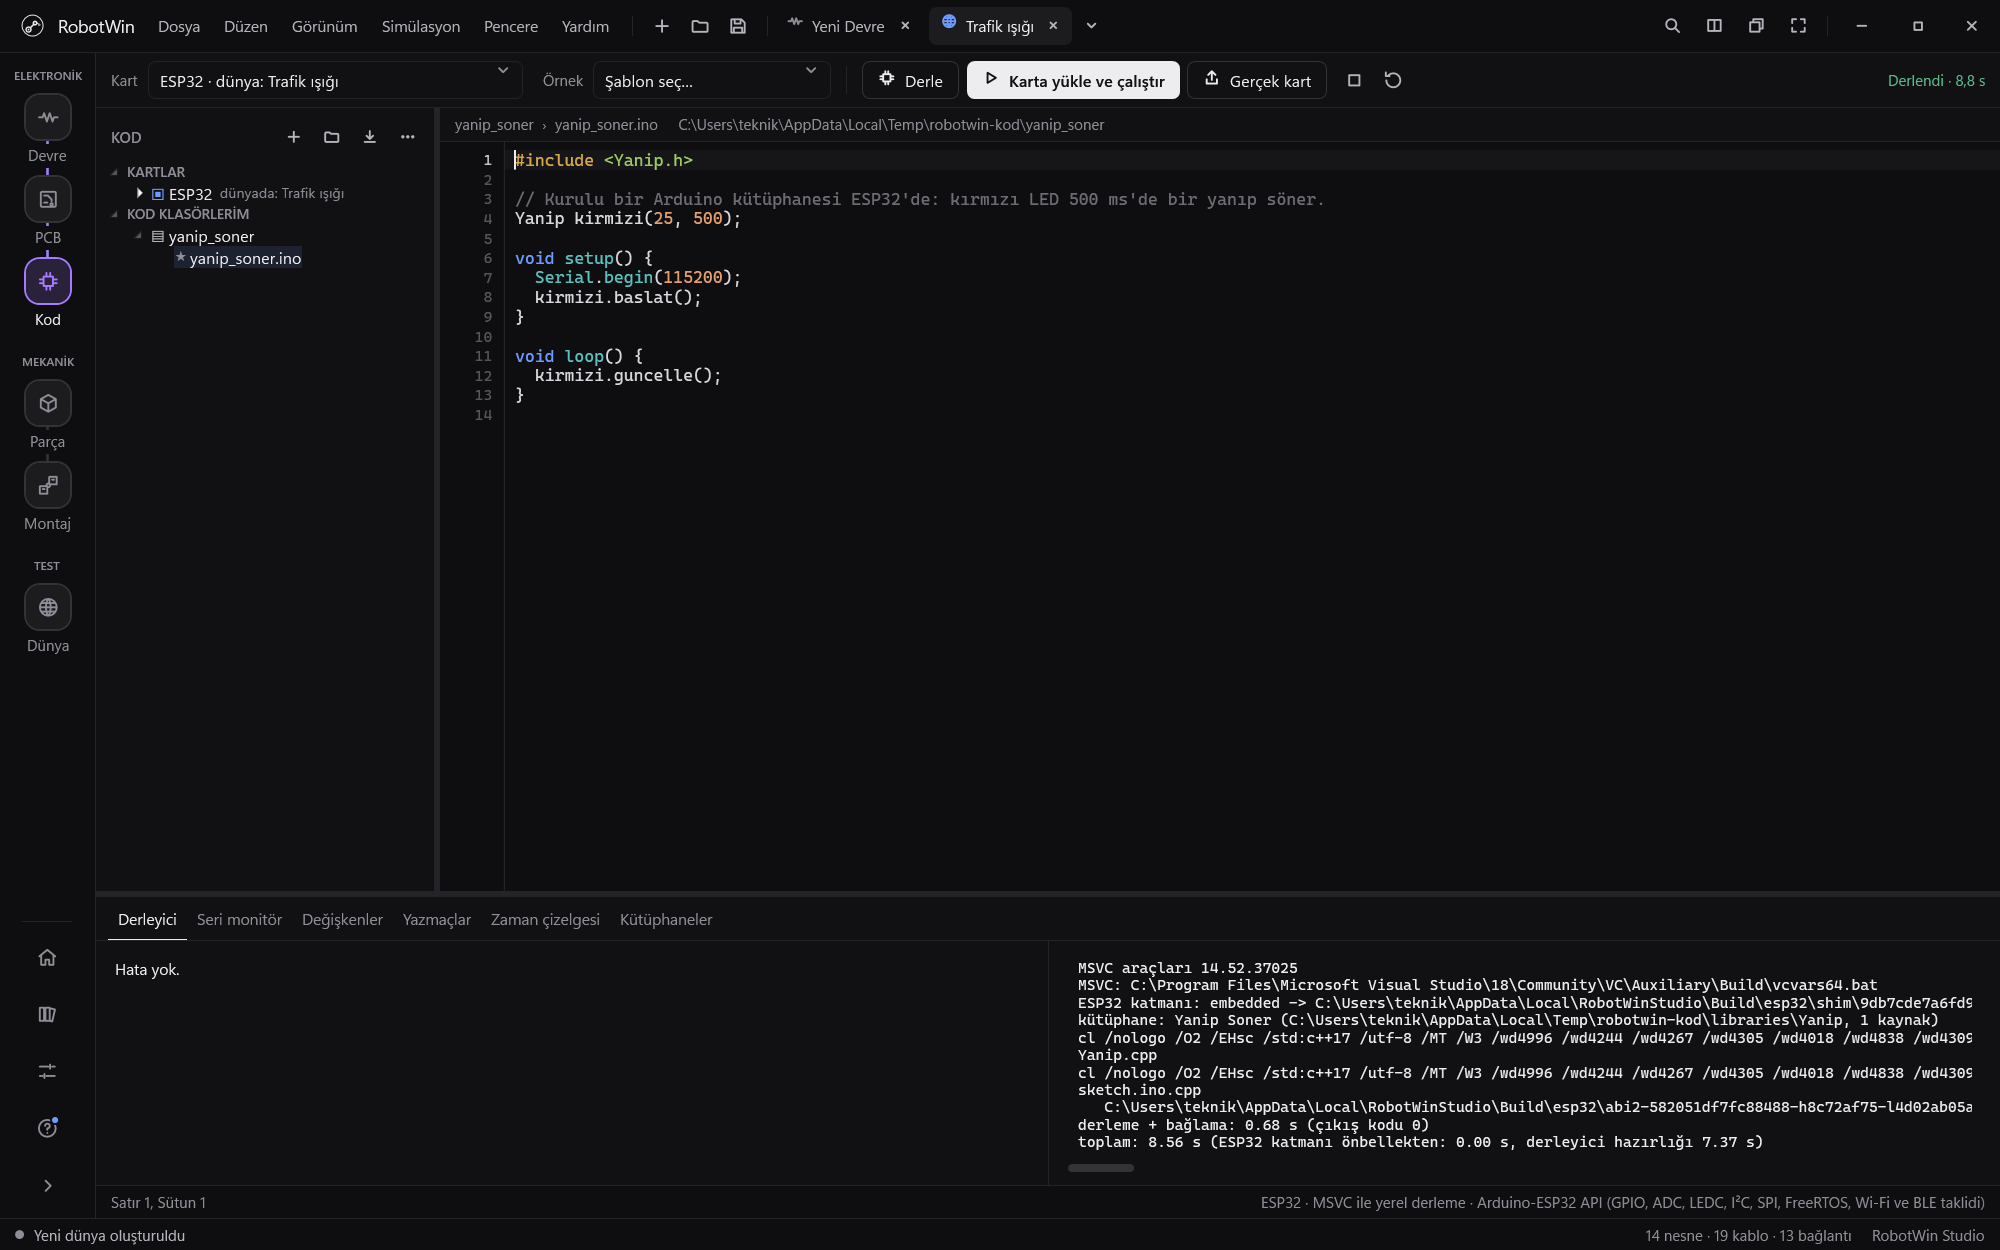 RobotWin Dosya Düzen Görünüm Simülasyon Pencere Yardım Yeni Devre Trafik ışığı
ELEKTRONİK
Devre
PCB
Kod
MEKANİK
Parça
Montaj
TEST
Dünya
Kart ESP32 · dünya: Trafik ışığı Örnek Şablon seç... Derle Karta yükle ve çalıştır Gerçek kart Derlendi · 8,8 s
KOD
KARTLAR
ESP32 dünyada: Trafik ışığı
KOD KLASÖRLERİM
yanip_soner
yanip_soner.ino
yanip_soner › yanip_soner.ino C:\Users\teknik\AppData\Local\Temp\robotwin-kod\yanip_soner
1 #include <Yanip.h>
2
3 // Kurulu bir Arduino kütüphanesi ESP32'de: kırmızı LED 500 ms'de bir yanıp söner.
4 Yanip kirmizi(25, 500);
5
6 void setup() {
7 Serial.begin(115200);
8 kirmizi.baslat();
9 }
10
11 void loop() {
12 kirmizi.guncelle();
13 }
14
Derleyici Seri monitör Değişkenler Yazmaçlar Zaman çizelgesi Kütüphaneler
Hata yok.
MSVC araçları 14.52.37025
MSVC: C:\Program Files\Microsoft Visual Studio\18\Community\VC\Auxiliary\Build\vcvars64.bat
ESP32 katmanı: embedded -> C:\Users\teknik\AppData\Local\RobotWinStudio\Build\esp32\shim\9db7cde7a6fd9
kütüphane: Yanip Soner (C:\Users\teknik\AppData\Local\Temp\robotwin-kod\libraries\Yanip, 1 kaynak)
cl /nologo /O2 /EHsc /std:c++17 /utf-8 /MT /W3 /wd4996 /wd4244 /wd4267 /wd4305 /wd4018 /wd4838 /wd4309
Yanip.cpp
cl /nologo /O2 /EHsc /std:c++17 /utf-8 /MT /W3 /wd4996 /wd4244 /wd4267 /wd4305 /wd4018 /wd4838 /wd4309
sketch.ino.cpp
C:\Users\teknik\AppData\Local\RobotWinStudio\Build\esp32\abi2-582051df7fc88488-h8c72af75-l4d02ab05a
derleme + bağlama: 0.68 s (çıkış kodu 0)
toplam: 8.56 s (ESP32 katmanı önbellekten: 0.00 s, derleyici hazırlığı 7.37 s)
Satır 1, Sütun 1 ESP32 · MSVC ile yerel derleme · Arduino-ESP32 API (GPIO, ADC, LEDC, I²C, SPI, FreeRTOS, Wi-Fi ve BLE taklidi)
Yeni dünya oluşturuldu 14 nesne · 19 kablo · 13 bağlantı RobotWin Studio